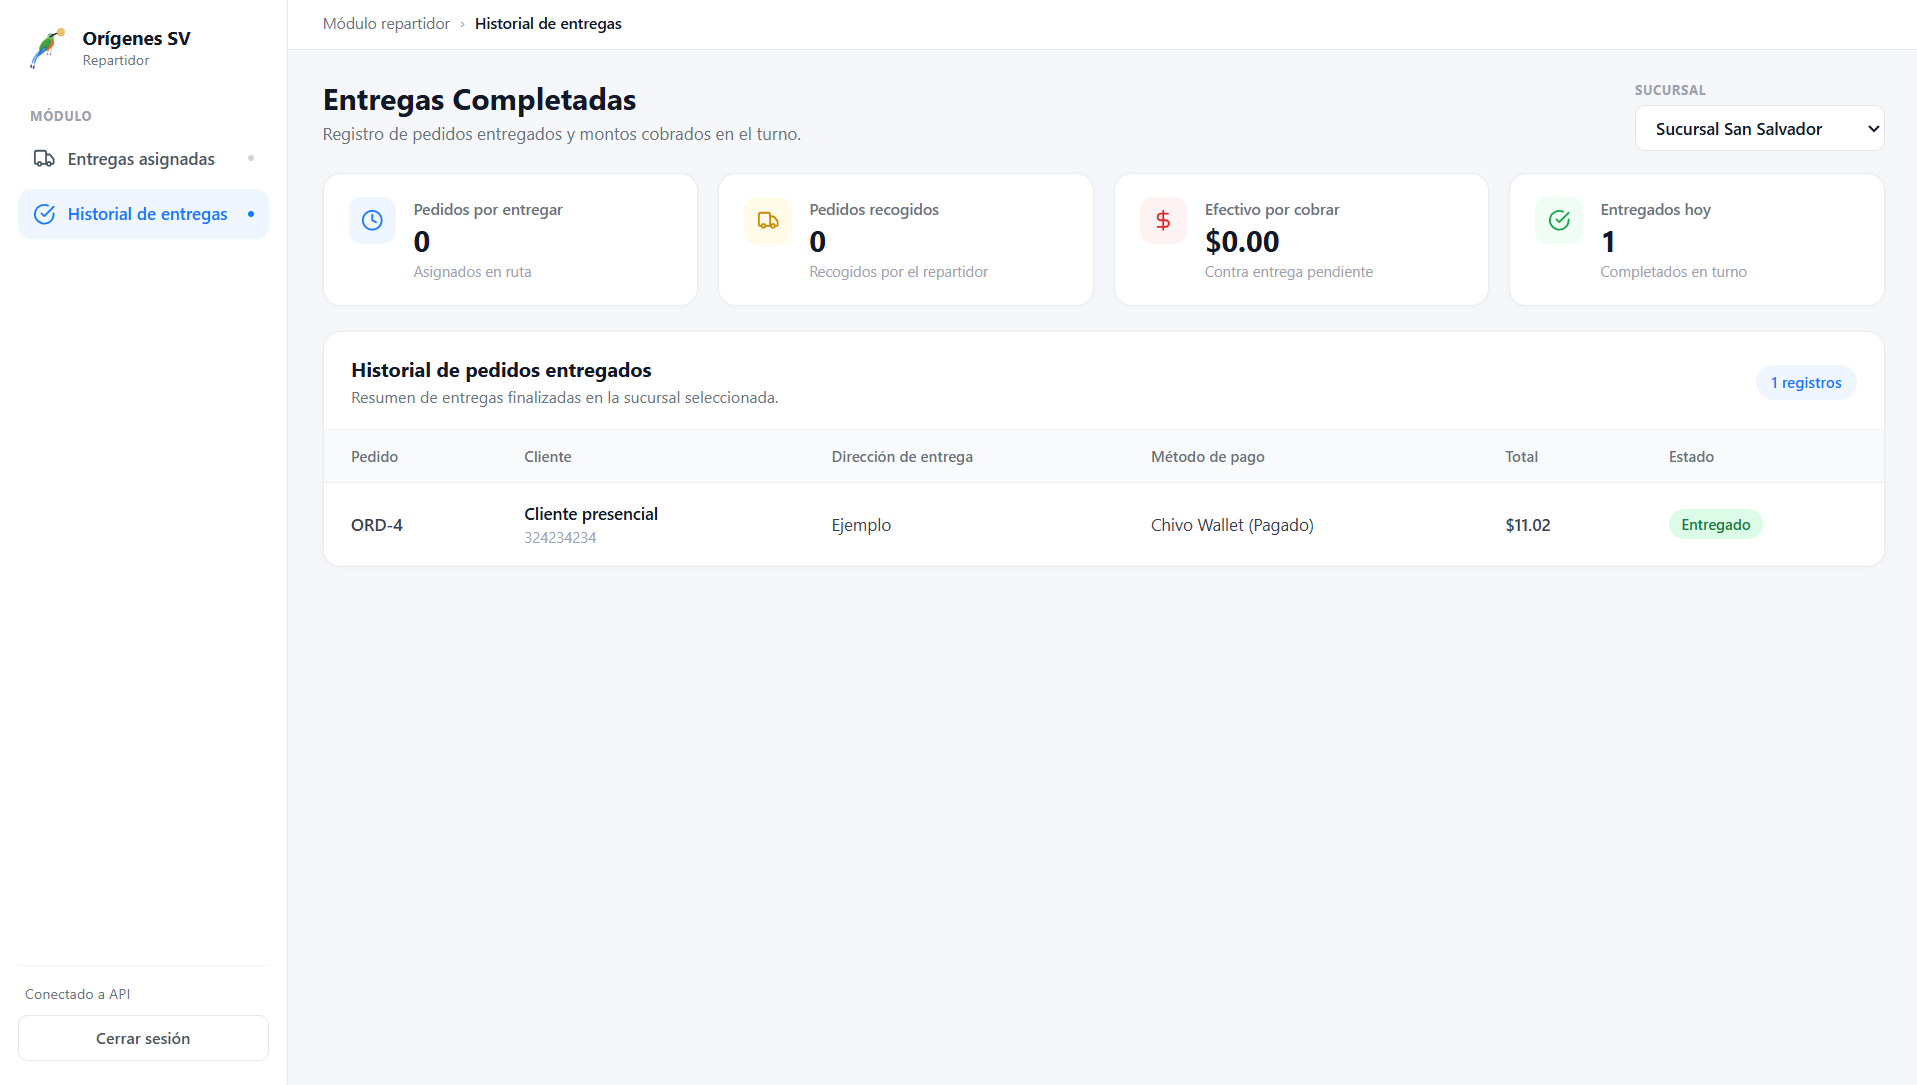 Orígenes SV
Repartidor
MÓDULO
Entregas asignadas
Historial de entregas
Conectado a API
Cerrar sesión
Módulo repartidor › Historial de entregas
Entregas Completadas
Registro de pedidos entregados y montos cobrados en el turno.
SUCURSAL
Sucursal San Salvador
Pedidos por entregar
0
Asignados en ruta
Pedidos recogidos
0
Recogidos por el repartidor
Efectivo por cobrar
$0.00
Contra entrega pendiente
Entregados hoy
1
Completados en turno
Historial de pedidos entregados
Resumen de entregas finalizadas en la sucursal seleccionada.
1 registros
Pedido Cliente Dirección de entrega Método de pago Total Estado
ORD-4 Cliente presencial Ejemplo Chivo Wallet (Pagado) $11.02 Entregado
324234234